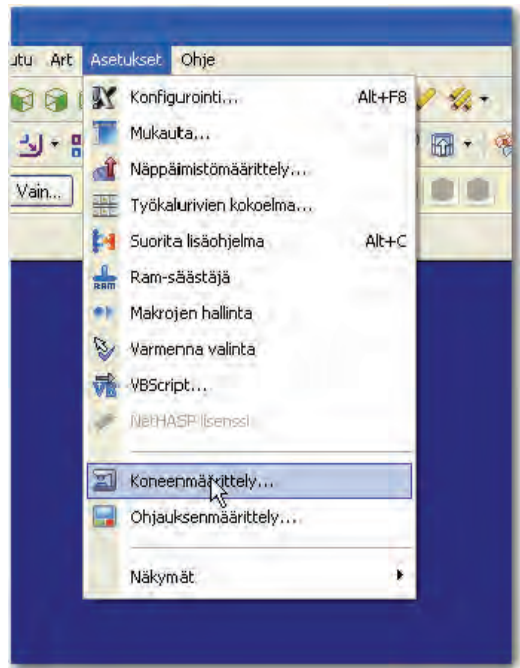 utu Art Asetukset Ohje
Konfigurointi... Alt+F8
Mukauta...
Näppäimistömäärittely...
Vain...
Työkalurivien kokoelma...
Suorita lisäohjelma Alt+C
RAM
Ram-säästäjä
Makrojen hallinta
Varmenna valinta
VB
VBScript...
NetHASP lisenssi
Koneenmäärittely...
Ohjauksenmäärittely...
Näkymät